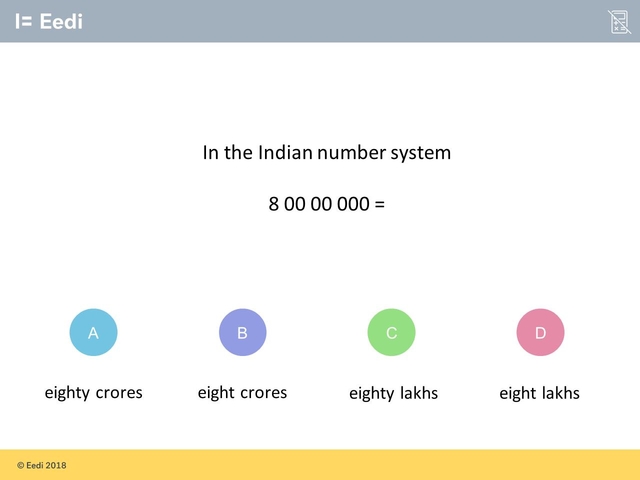 I= Eedi
In the Indian number system
8 00 00 000 =
A
B
C
D
eighty crores
eight crores
eighty lakhs
eight lakhs
© Eedi 2018